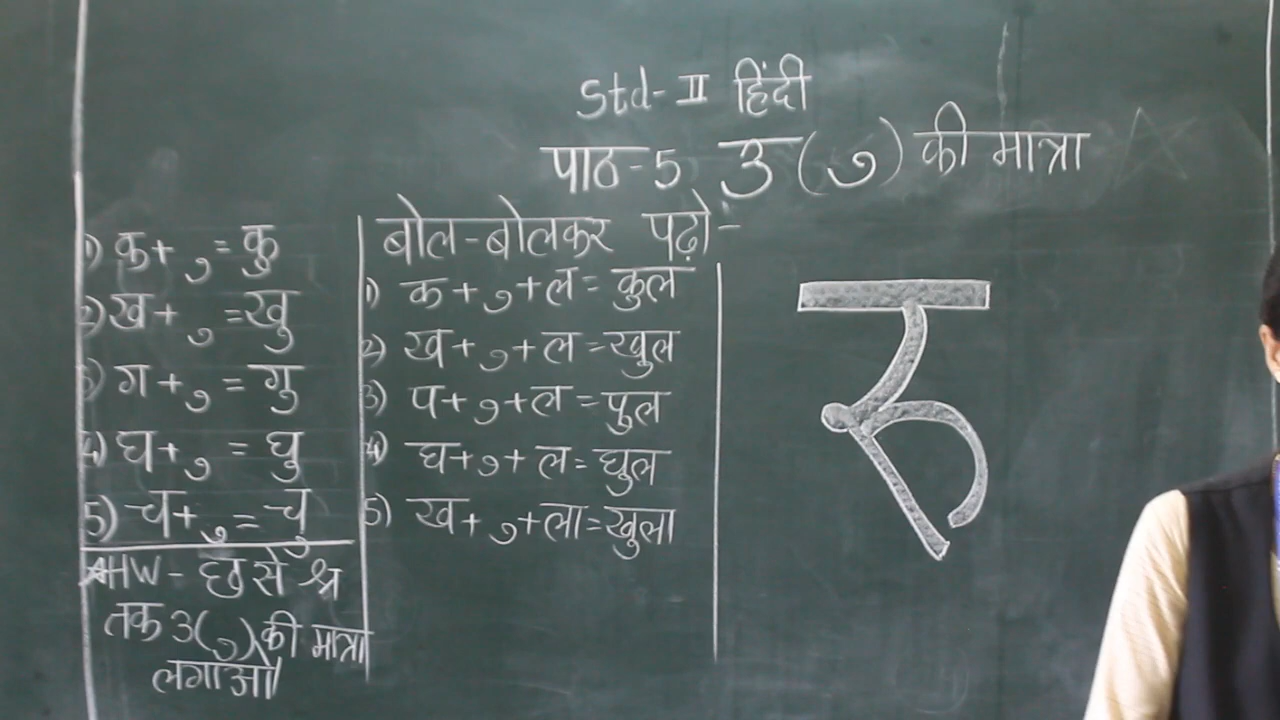 Std-II हिंदी
पाठ-5 उ (ु) की मात्रा
1) क + ु = कु
2) ख + ु = खु
3) ग + ु = गु
4) घ + ु = घु
5) च + ु = चु
HW - छ से श्र
तक उ (ु) की मात्रा
लगाओ
बोल-बोलकर पढ़ो:-
1) क + ु + ल = कुल
2) ख + ु + ल = खुल
3) प + ु + ल = पुल
4) घ + ु + ल = घुल
5) ख + ु + ला = खुला
रु